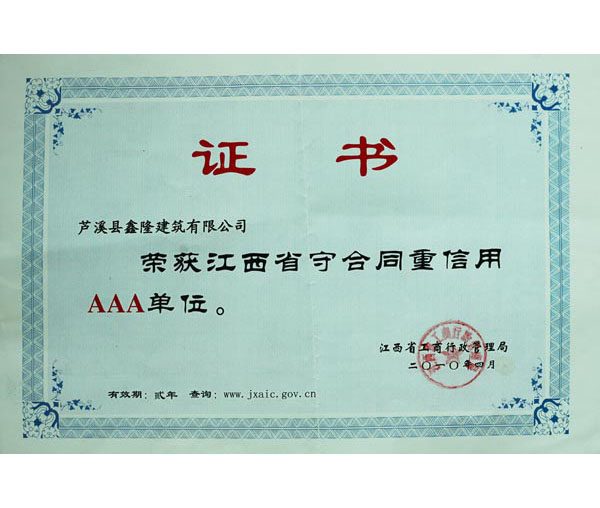 证 书
芦溪县鑫隆建筑有限公司
荣获江西省守合同重信用
AAA单位。
江西省工商行政管理局
二〇一〇年四月
有效期：贰年 查询：www.jxaic.gov.cn